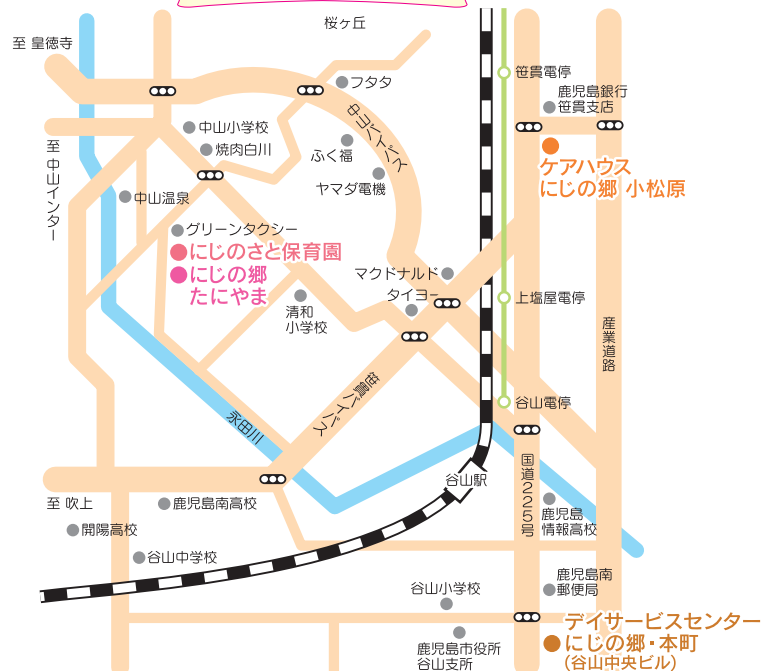 桜ヶ丘
至 皇徳寺
フタタ
笹貫電停
鹿児島銀行
笹貫支店
中山バイパス
中山小学校
焼肉白川
ふく福
ヤマダ電機
至 中山インター
ケアハウス
にじの郷 小松原
中山温泉
グリーンタクシー
にじのさと保育園
にじの郷
たにやま
マクドナルド
タイヨー
上塩屋電停
清和
小学校
産業道路
笹貫バイパス
谷山電停
永田川
谷山駅
国道225号
至 吹上
鹿児島南高校
開陽高校
谷山中学校
鹿児島
情報高校
谷山小学校
鹿児島南
郵便局
鹿児島市役所
谷山支所
デイサービスセンター
にじの郷・本町
(谷山中央ビル)